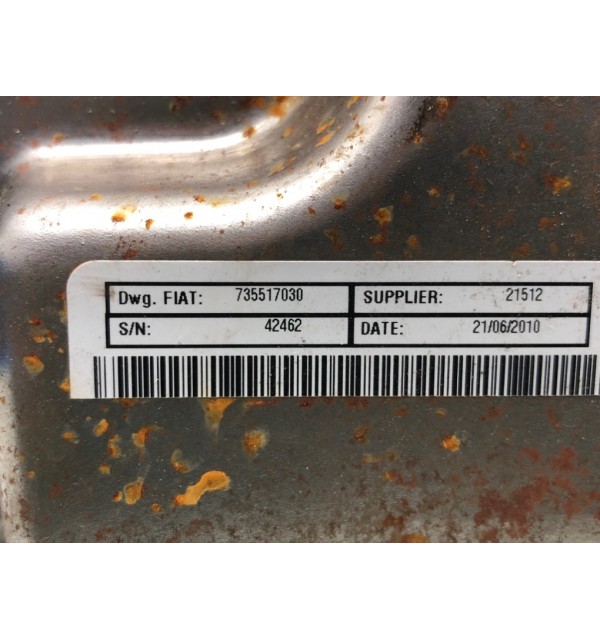 Dwg. FIAT: 735517030 SUPPLIER: 21512
S/N: 42462 DATE: 21/06/2010